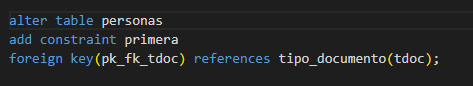 alter table personas
add constraint primera
foreign key(pk_fk_tdoc) references tipo_documento(tdoc);